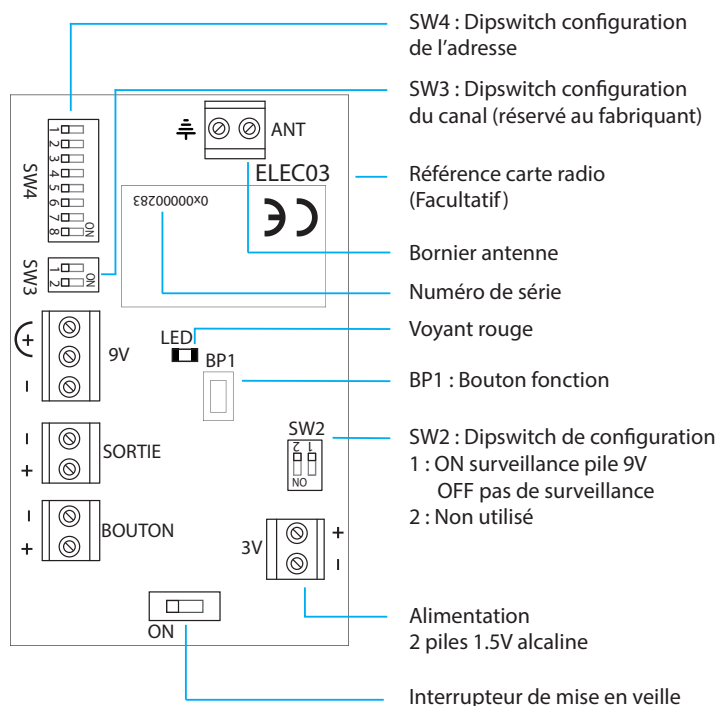 SW4 : Dipswitch configuration
de l'adresse
SW3 : Dipswitch configuration
du canal (réservé au fabriquant)
Référence carte radio
(Facultatif)
Bornier antenne
Numéro de série
Voyant rouge
BP1 : Bouton fonction
SW2 : Dipswitch de configuration
1 : ON surveillance pile 9V
OFF pas de surveillance
2 : Non utilisé
Alimentation
2 piles 1.5V alcaline
Interrupteur de mise en veille
ANT
ELEC03
0x00000283
CE
SW4
1
2
3
4
5
6
7
8
ON
SW3
1
2
ON
+
9V
-
LED
BP1
-
SORTIE
+
SW2
2 1
ON
-
BOUTON
+
3V
+
-
ON